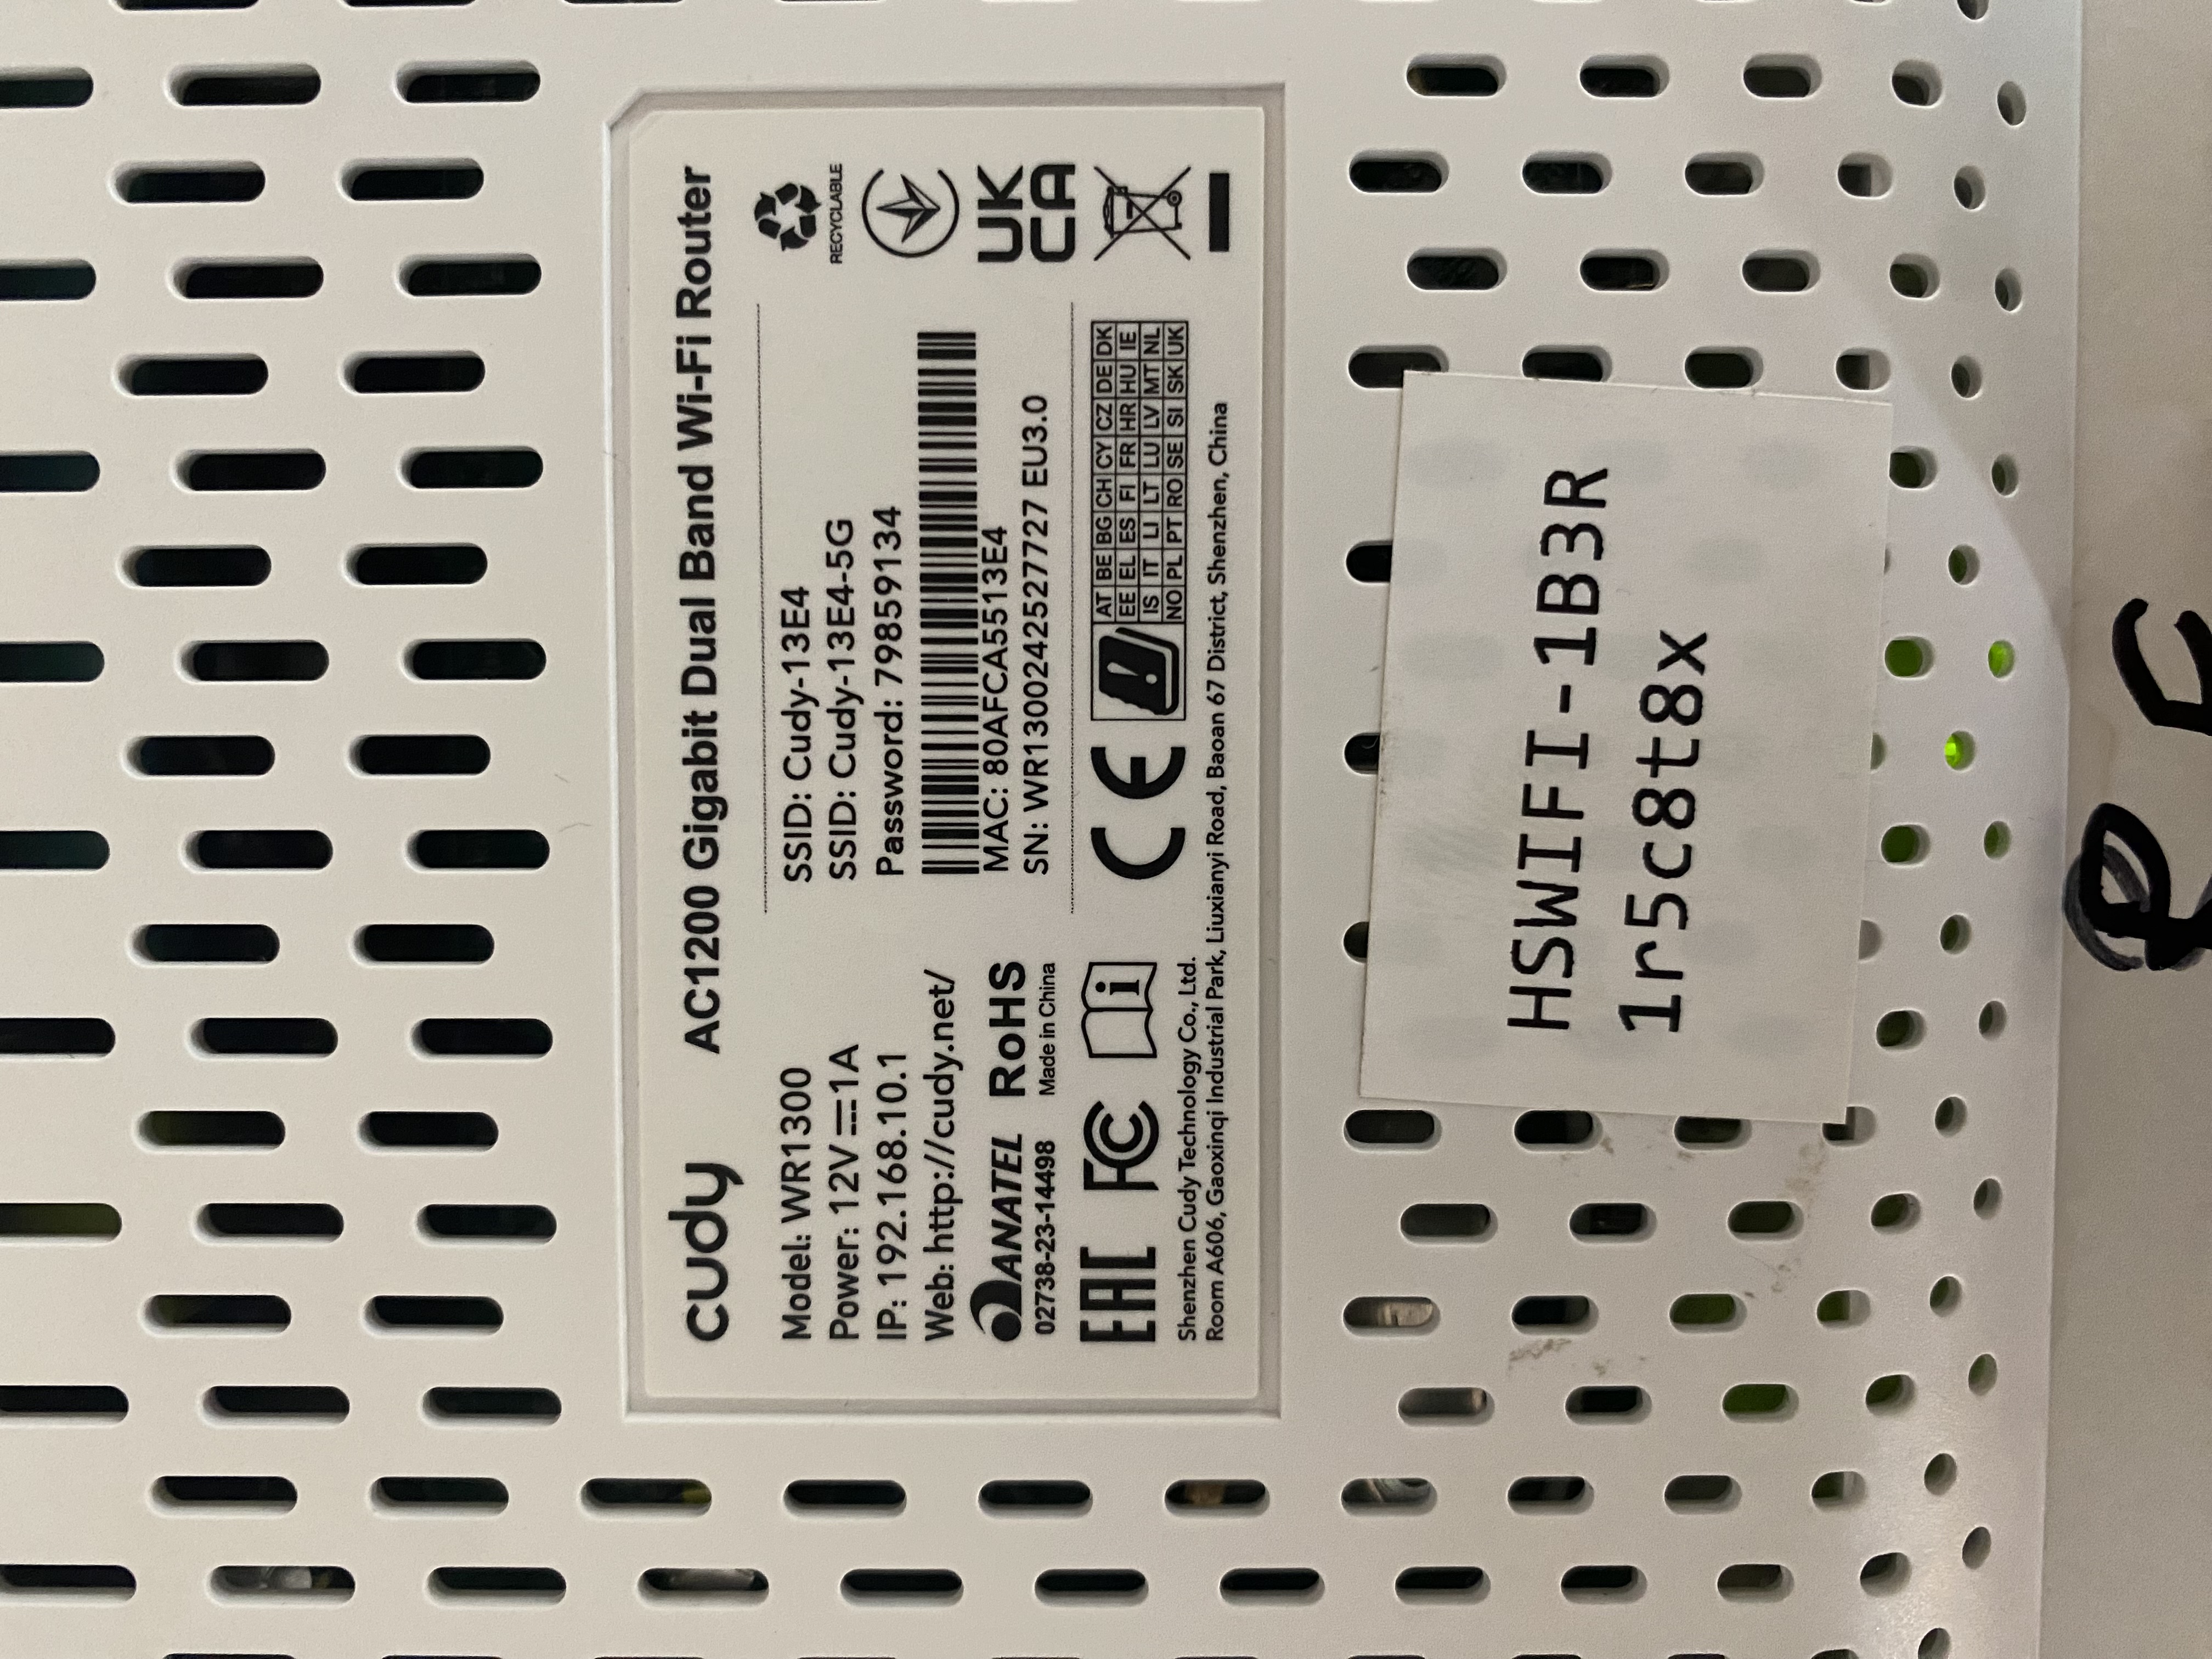 cudy AC1200 Gigabit Dual Band Wi-Fi Router
Model: WR1300
Power: 12V⎓1A
IP: 192.168.10.1
Web: http://cudy.net/
ANATEL
02738-23-14498
RoHS
Made in China
SSID: Cudy-13E4
SSID: Cudy-13E4-5G
Password: 79859134
MAC: 80AFCA5513E4
SN: WR1300242527727 EU3.0
RECYCLABLE
UK
CA
EAC FC i CE
AT BE BG CH CY CZ DE DK
EE EL ES FI FR HR HU IE
IS IT LI LT LU LV MT NL
NO PL PT RO SE SI SK UK
Shenzhen Cudy Technology Co., Ltd.
Room A606, Gaoxinqi Industrial Park, Liuxianyi Road, Baoan 67 District, Shenzhen, China
HSWIFI-1B3R
1r5c8t8x